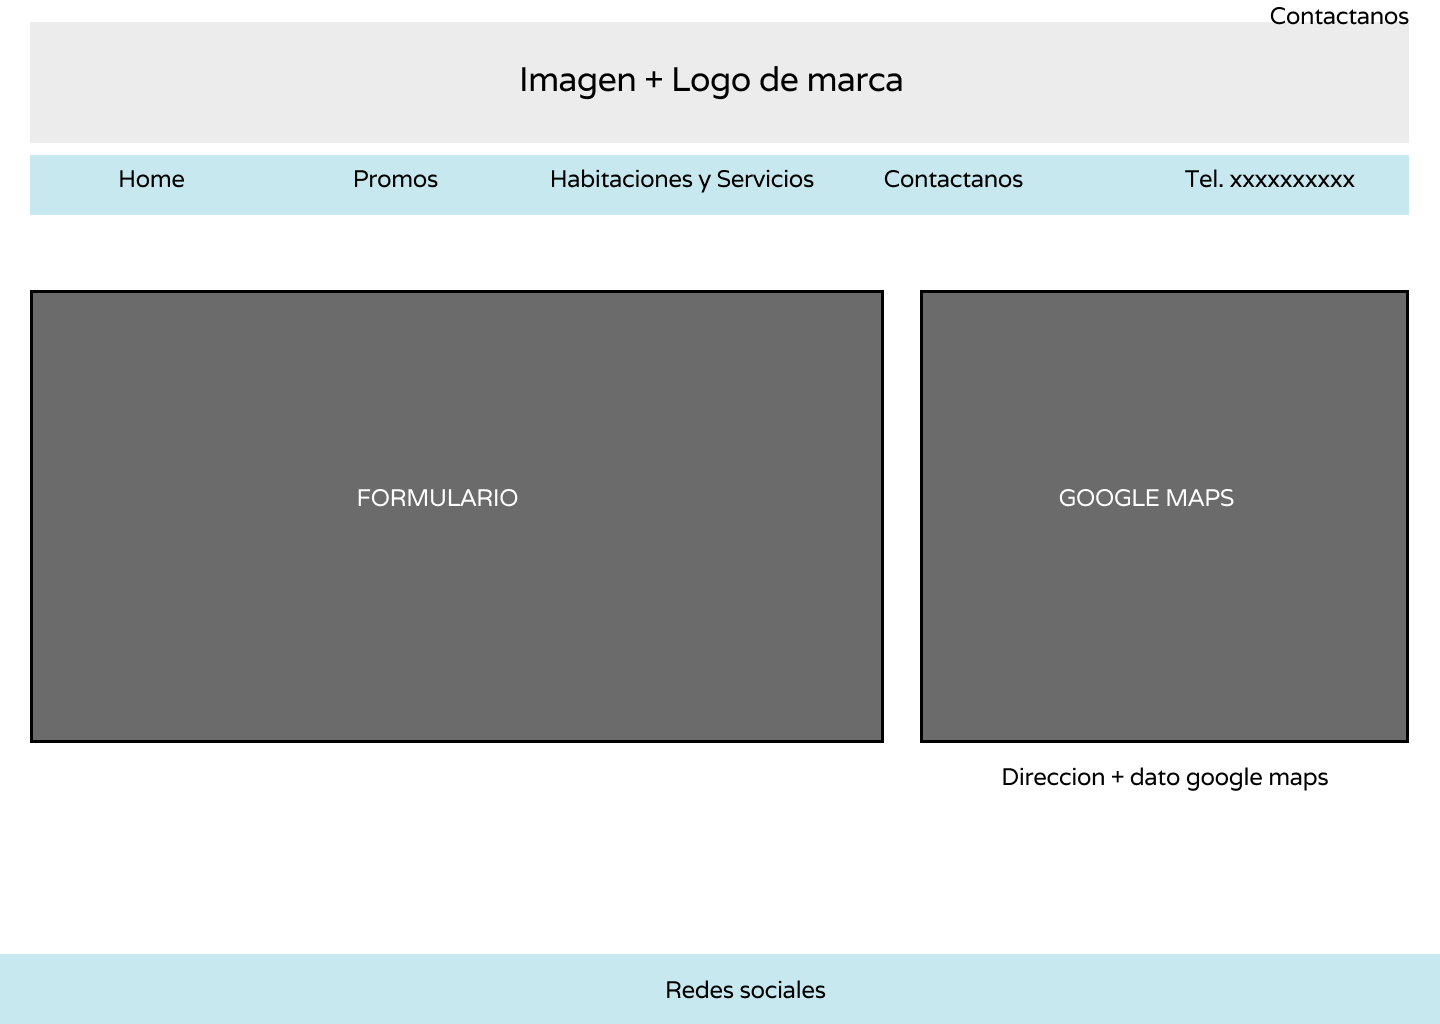 Contactanos
Imagen + Logo de marca
Home Promos Habitaciones y Servicios Contactanos Tel. xxxxxxxxxx
FORMULARIO GOOGLE MAPS
Direccion + dato google maps
Redes sociales